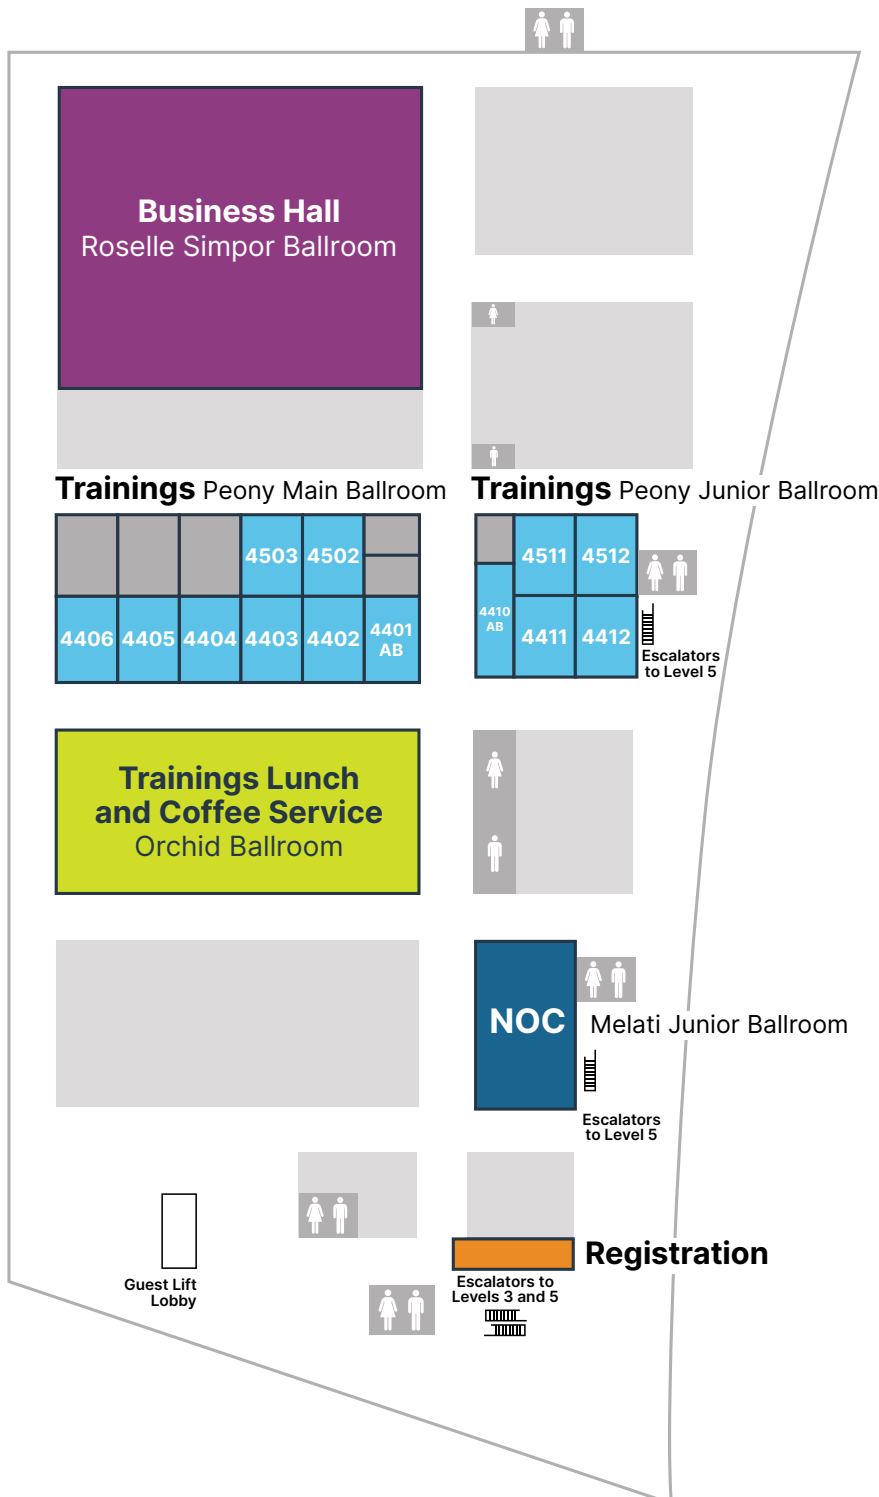 Business Hall
Roselle Simpor Ballroom
Trainings Peony Main Ballroom
Trainings Peony Junior Ballroom
4503
4502
4406
4405
4404
4403
4402
4401
AB
4511
4512
4410
AB
4411
4412
Escalators
to Level 5
Trainings Lunch
and Coffee Service
Orchid Ballroom
NOC
Melati Junior Ballroom
Escalators
to Level 5
Registration
Guest Lift
Lobby
Escalators to
Levels 3 and 5